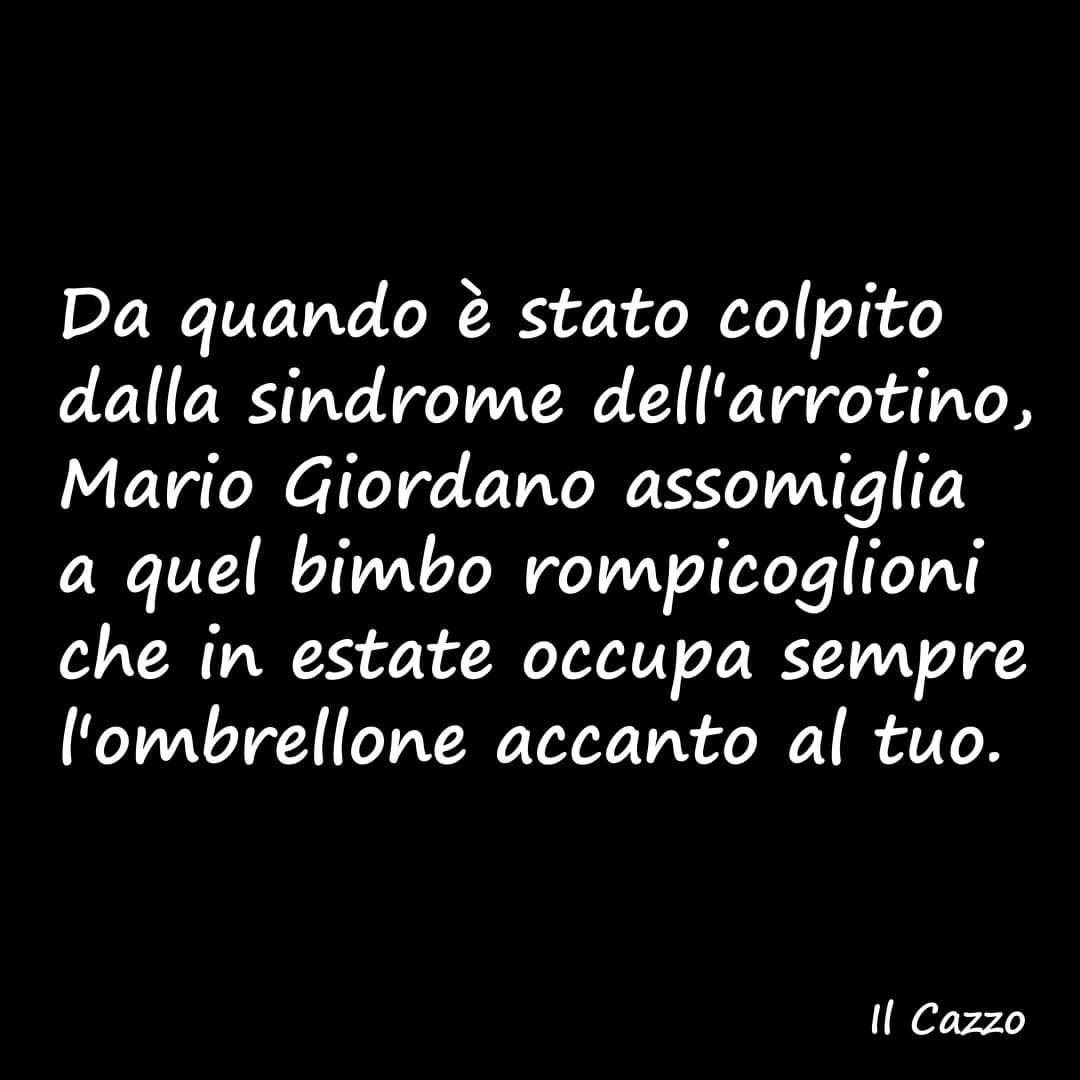 Da quando è stato colpito
dalla sindrome dell'arrotino,
Mario Giordano assomiglia
a quel bimbo rompicoglioni
che in estate occupa sempre
l'ombrellone accanto al tuo.
Il Cazzo